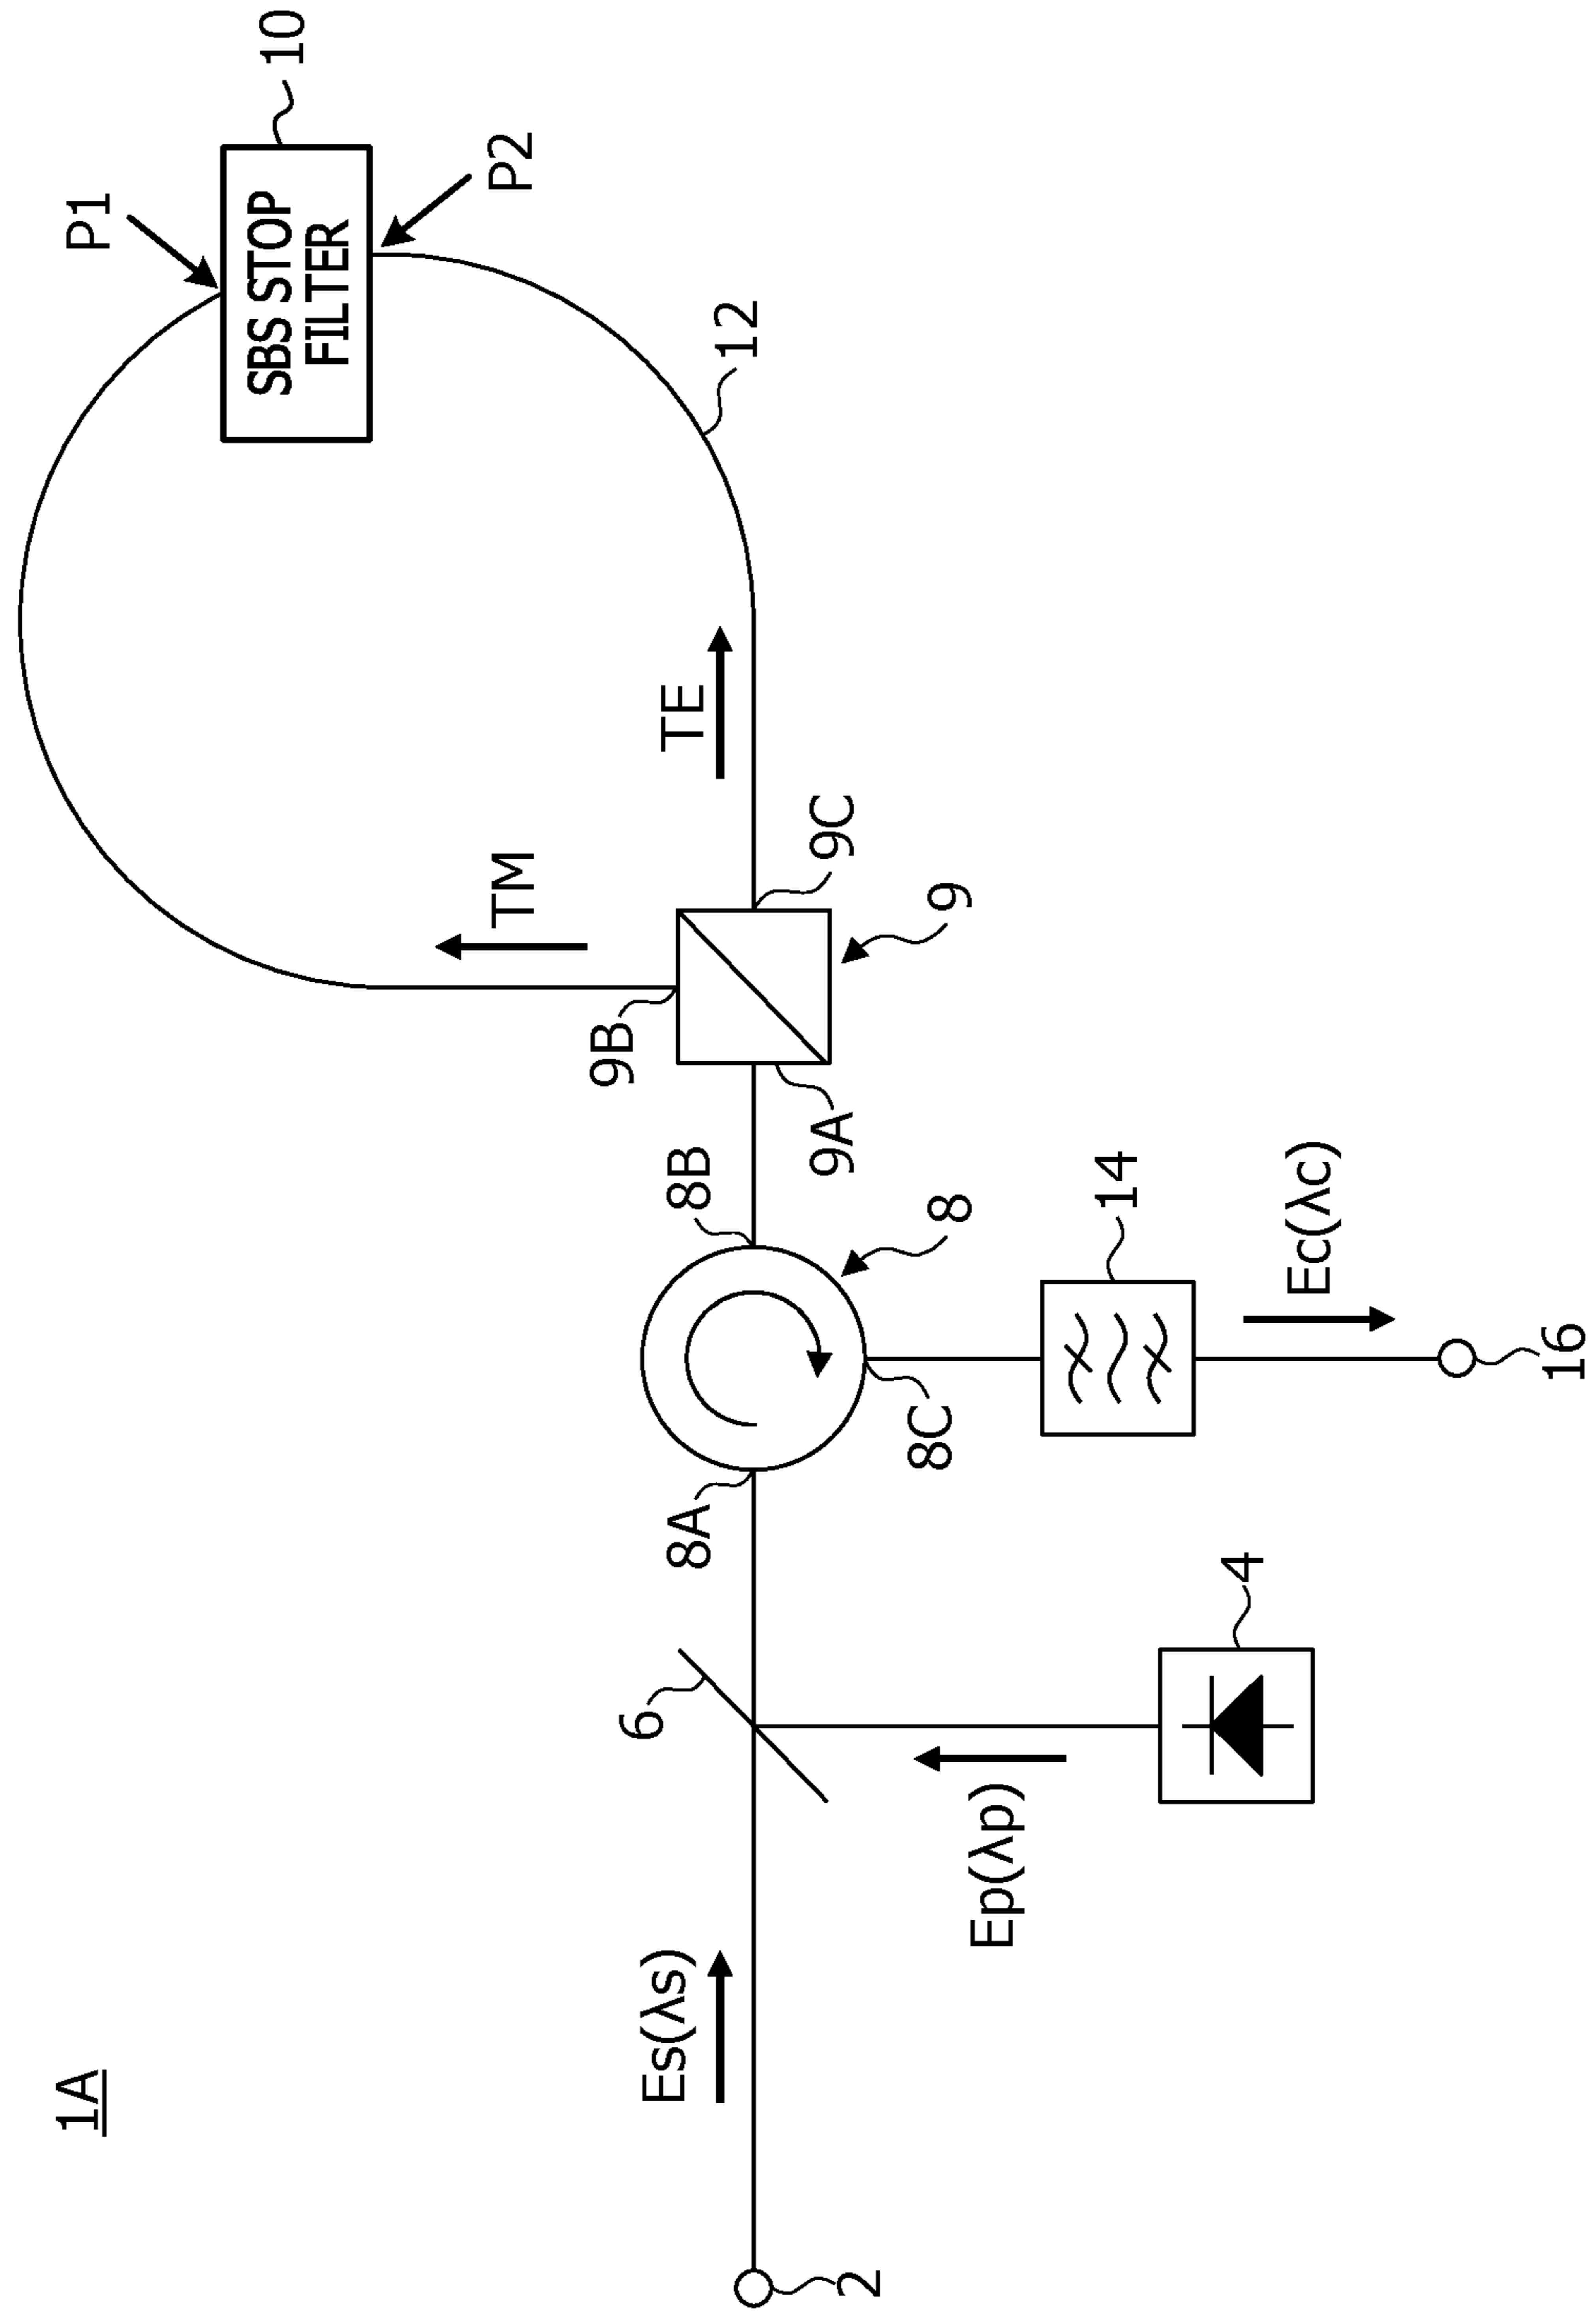 1A
P1
10
SBS STOP
FILTER
P2
12
TM
TE
9B
9C
9
9A
8B
8
8A
8C
14
Ec(λc)
16
6
4
Es(λs)
Ep(λp)
2